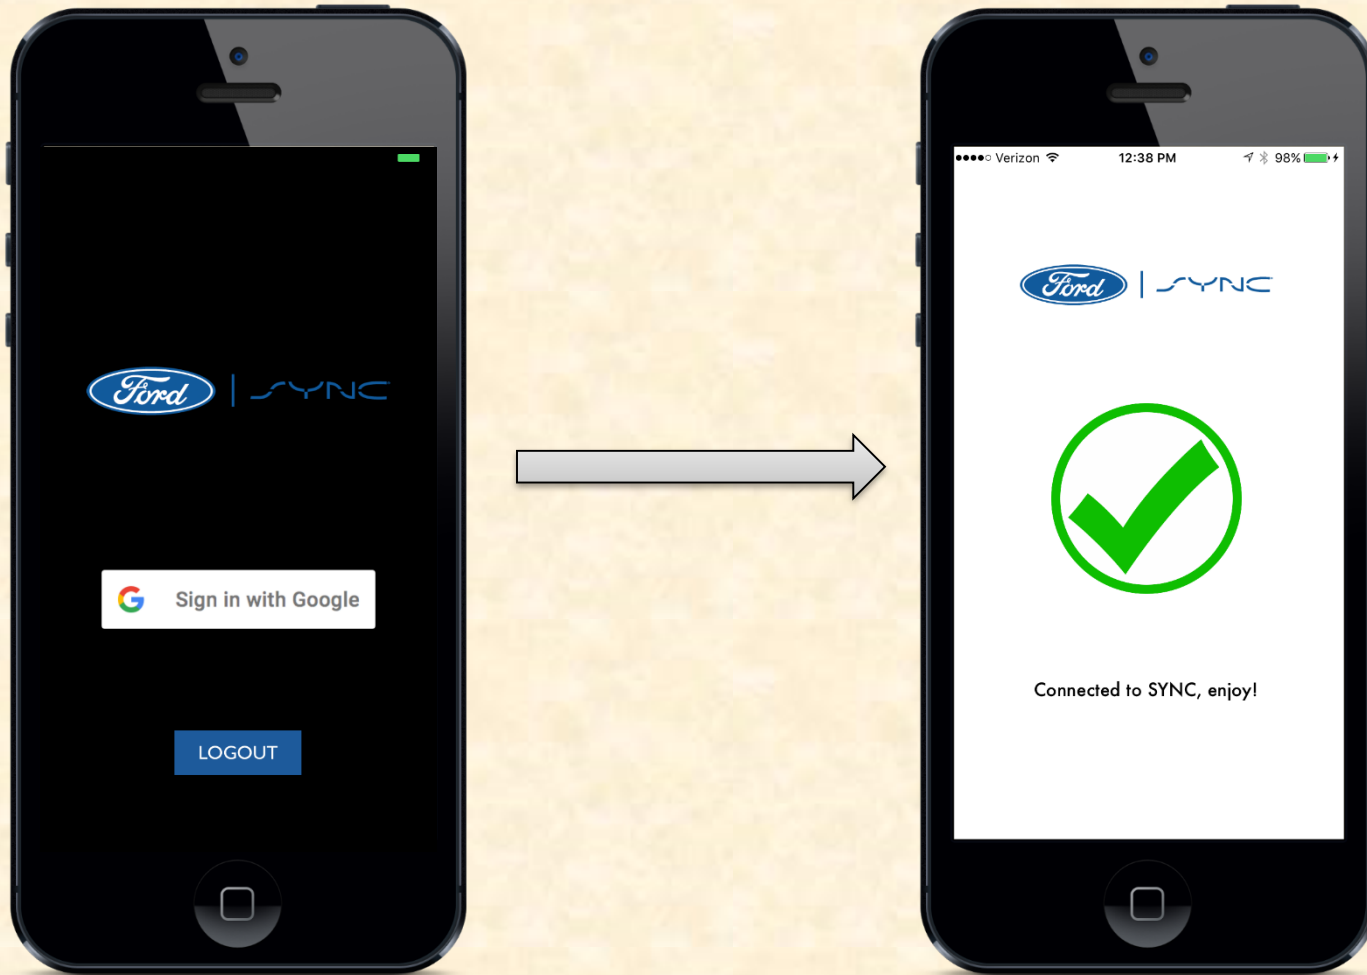 Ford | SYNC
Sign in with Google
LOGOUT
Verizon 12:38 PM 98%
Ford | SYNC
Connected to SYNC, enjoy!